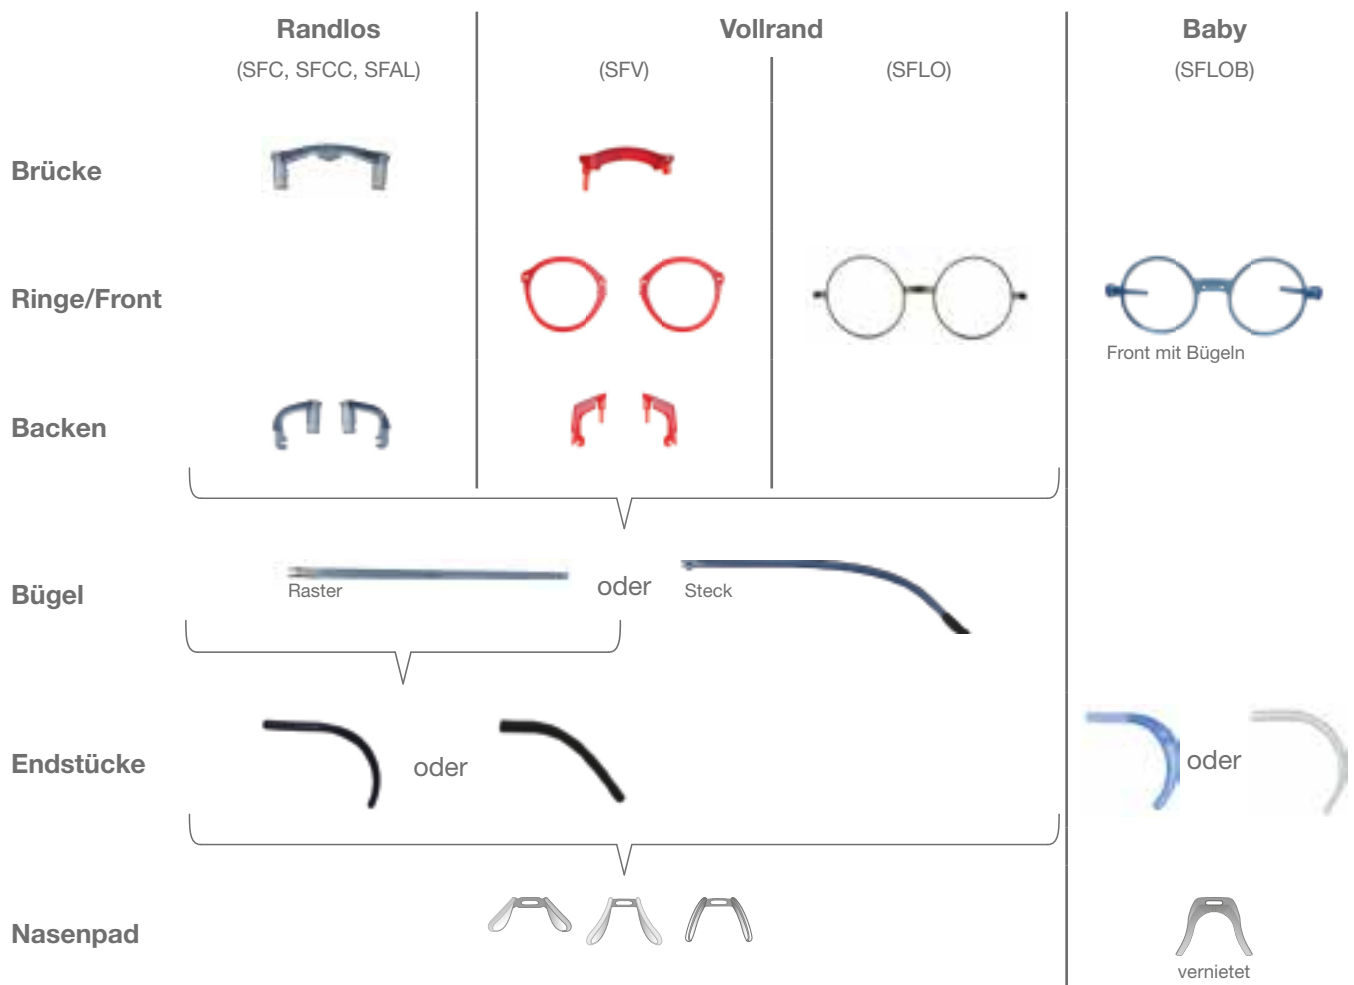 Randlos
Vollrand
Baby
(SFC, SFCC, SFAL)
(SFV)
(SFLO)
(SFLOB)
Brücke
Ringe/Front
Front mit Bügeln
Backen
Bügel
Raster
oder
Steck
Endstücke
oder
oder
Nasenpad
vernietet